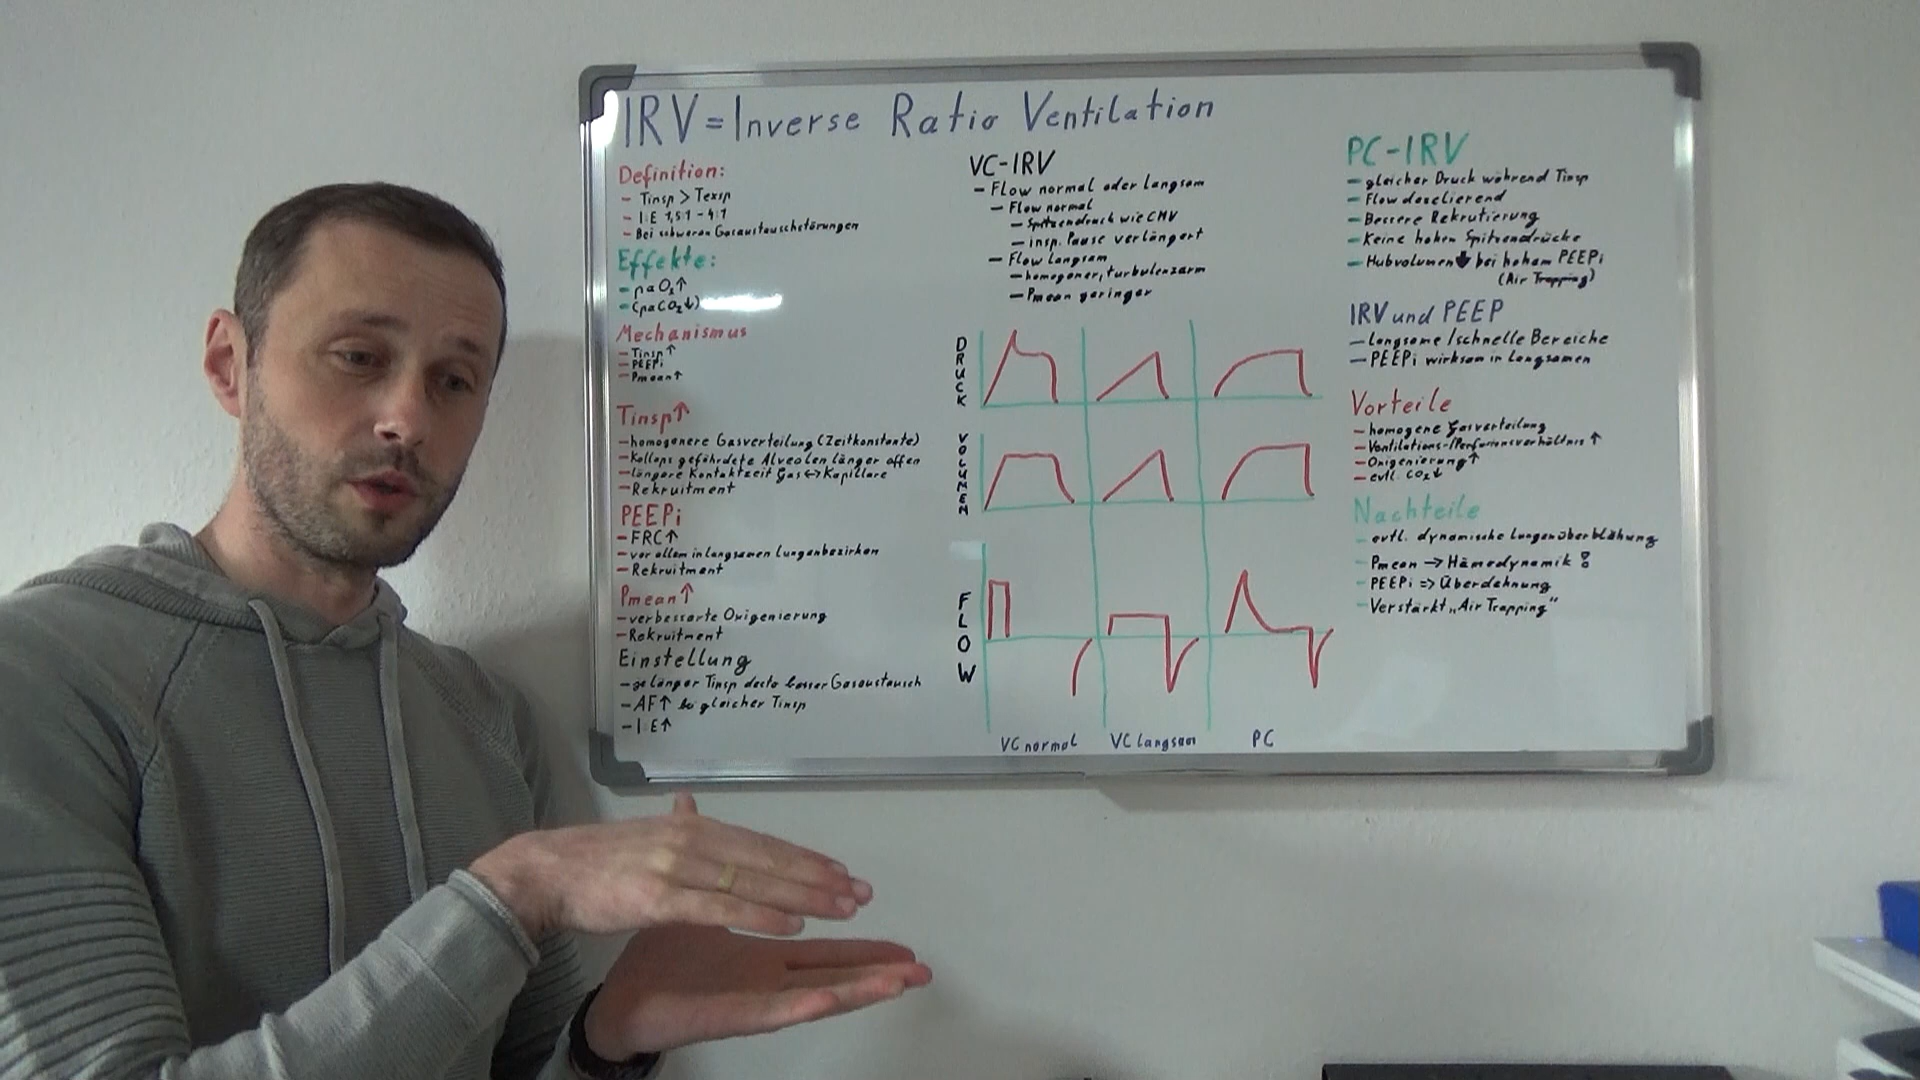 IRV = Inverse Ratio Ventilation
Definition:
- Tinsp > Texsp
- I:E 1,5:1 - 4:1
- Bei schweren Gasaustauschstörungen
Effekte:
- paO₂↑
- (paCO₂↓)
Mechanismus
- Tinsp↑
- PEEPi
- Pmean↑
Tinsp↑
- homogenere Gasverteilung (Zeitkonstante)
- Kollaps gefährdete Alveolen länger offen
- längere Kontaktzeit Gas ↔ Kapillare
- Rekruitment
PEEPi
- FRC↑
- vor allem in langsamen Lungenbezirken
- Rekruitment
Pmean↑
- verbesserte Oxigenierung
- Rekruitment
Einstellung
- je länger Tinsp desto besser Gasaustausch
- AF↑ bei gleicher Tinsp
- I:E↑
VC-IRV
- Flow normal oder langsam
- Flow normal
- Spitzendruck wie CMV
- insp. Pause verlängert
- Flow langsam
- homogener, turbulenzarm
- Pmean geringer
DRUCK
VOLUMEN
FLOW
VC normal
VC langsam
PC
PC-IRV
- gleicher Druck während Tinsp
- Flow dezelierend
- Bessere Rekrutierung
- Keine hohen Spitzendrücke
- Hubvolumen ↓ bei hohem PEEPi
(Air Trapping)
IRV und PEEP
- Langsame / schnelle Bereiche
- PEEPi wirksam in Langsamen
Vorteile
- homogene Gasverteilung
- Ventilations-/Perfusionsverhältnis ↑
- Oxigenierung↑
- evtl. CO₂↓
Nachteile
- evtl. dynamische Lungenüberblähung
- Pmean → Hämodynamik
- PEEPi => Überdehnung
- Verstärkt „Air Trapping"